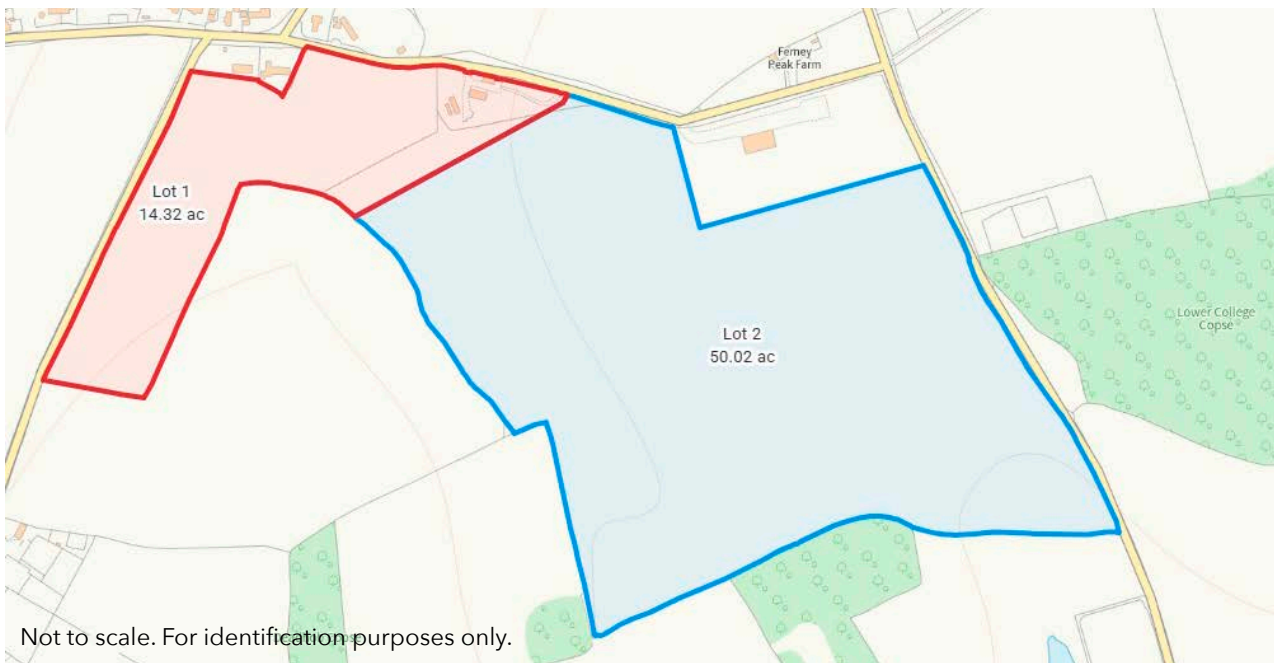 Ferney
Peak Farm
Lot 1
14.32 ac
Lower College
Copse
Lot 2
50.02 ac
Not to scale. For identification purposes only.